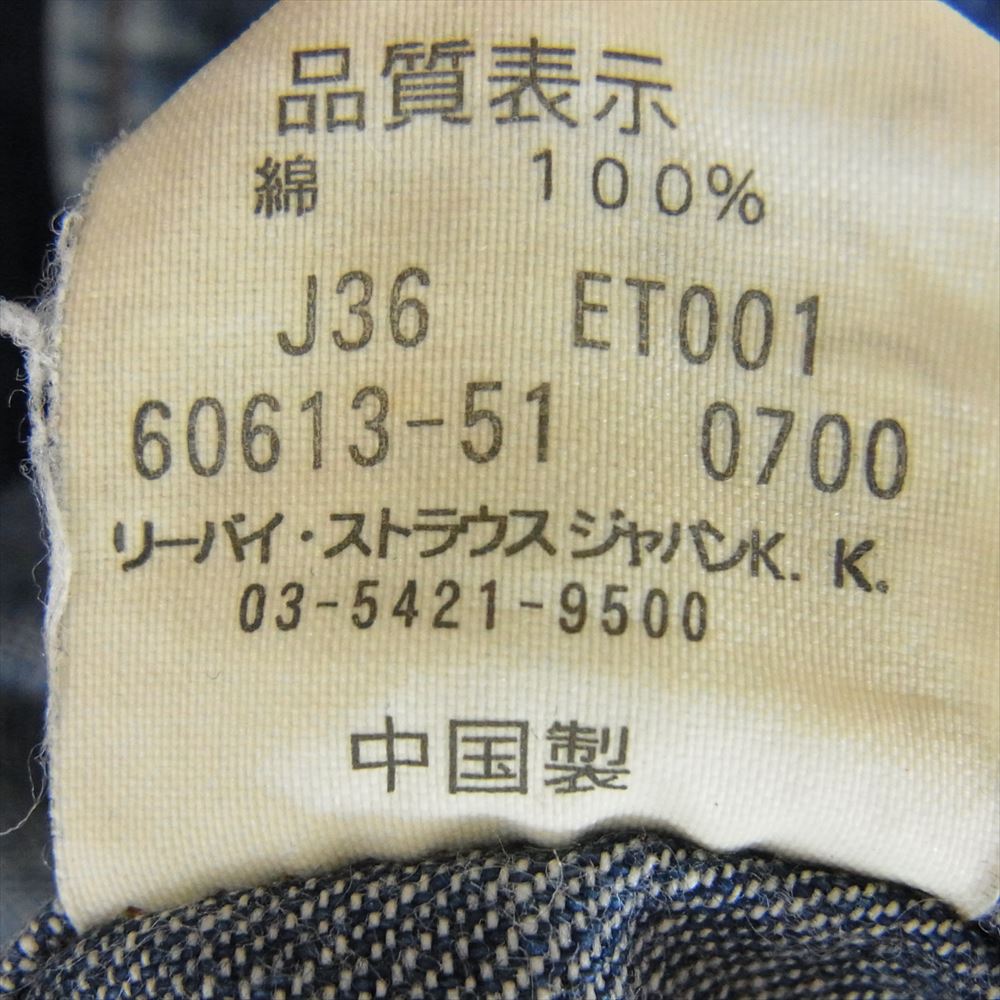 品質表示
綿 100%
J36 ET001
60613-51 0700
リーバイ・ストラウス ジャパンK. K.
03-5421-9500
中国製